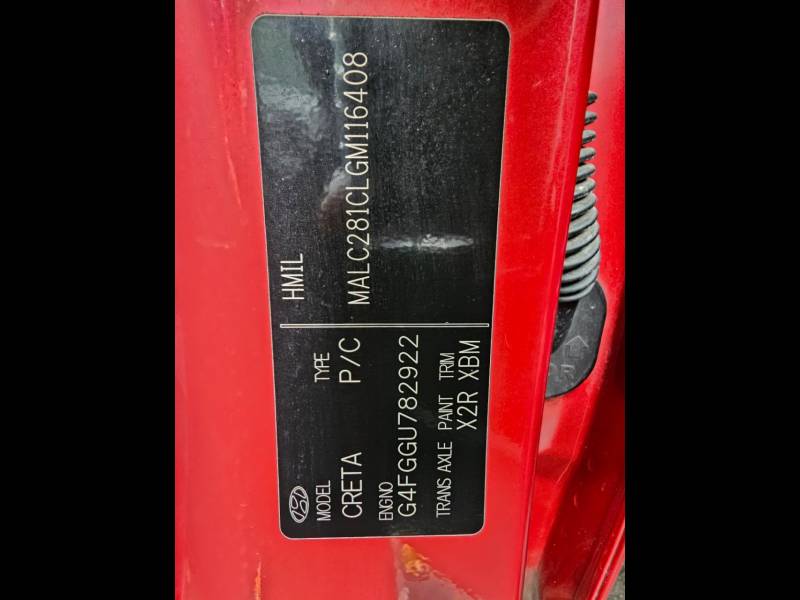 HMIL
MALC281CLGM116408
MODEL TYPE
CRETA P/C
ENGNO
G4FGGU782922
TRANS AXLE PAINT TRIM
X2R XBM